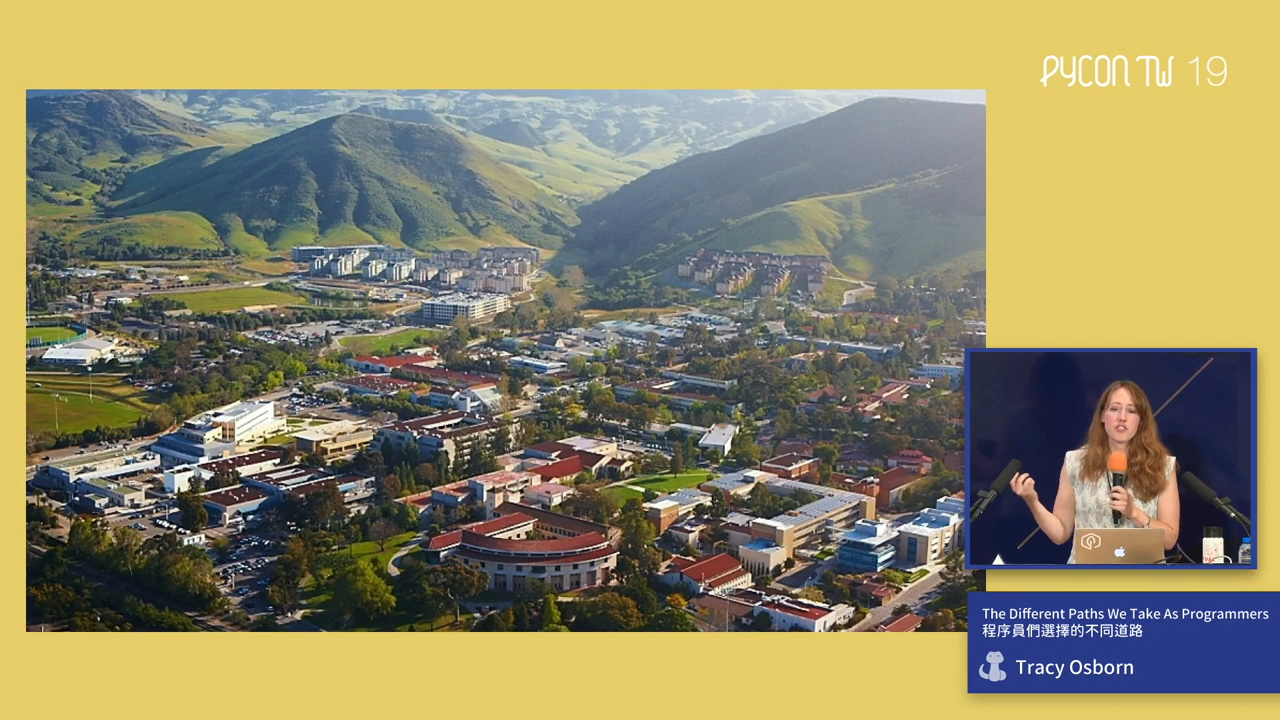 PYCON TW 19
The Different Paths We Take As Programmers
程序員們選擇的不同道路
Tracy Osborn